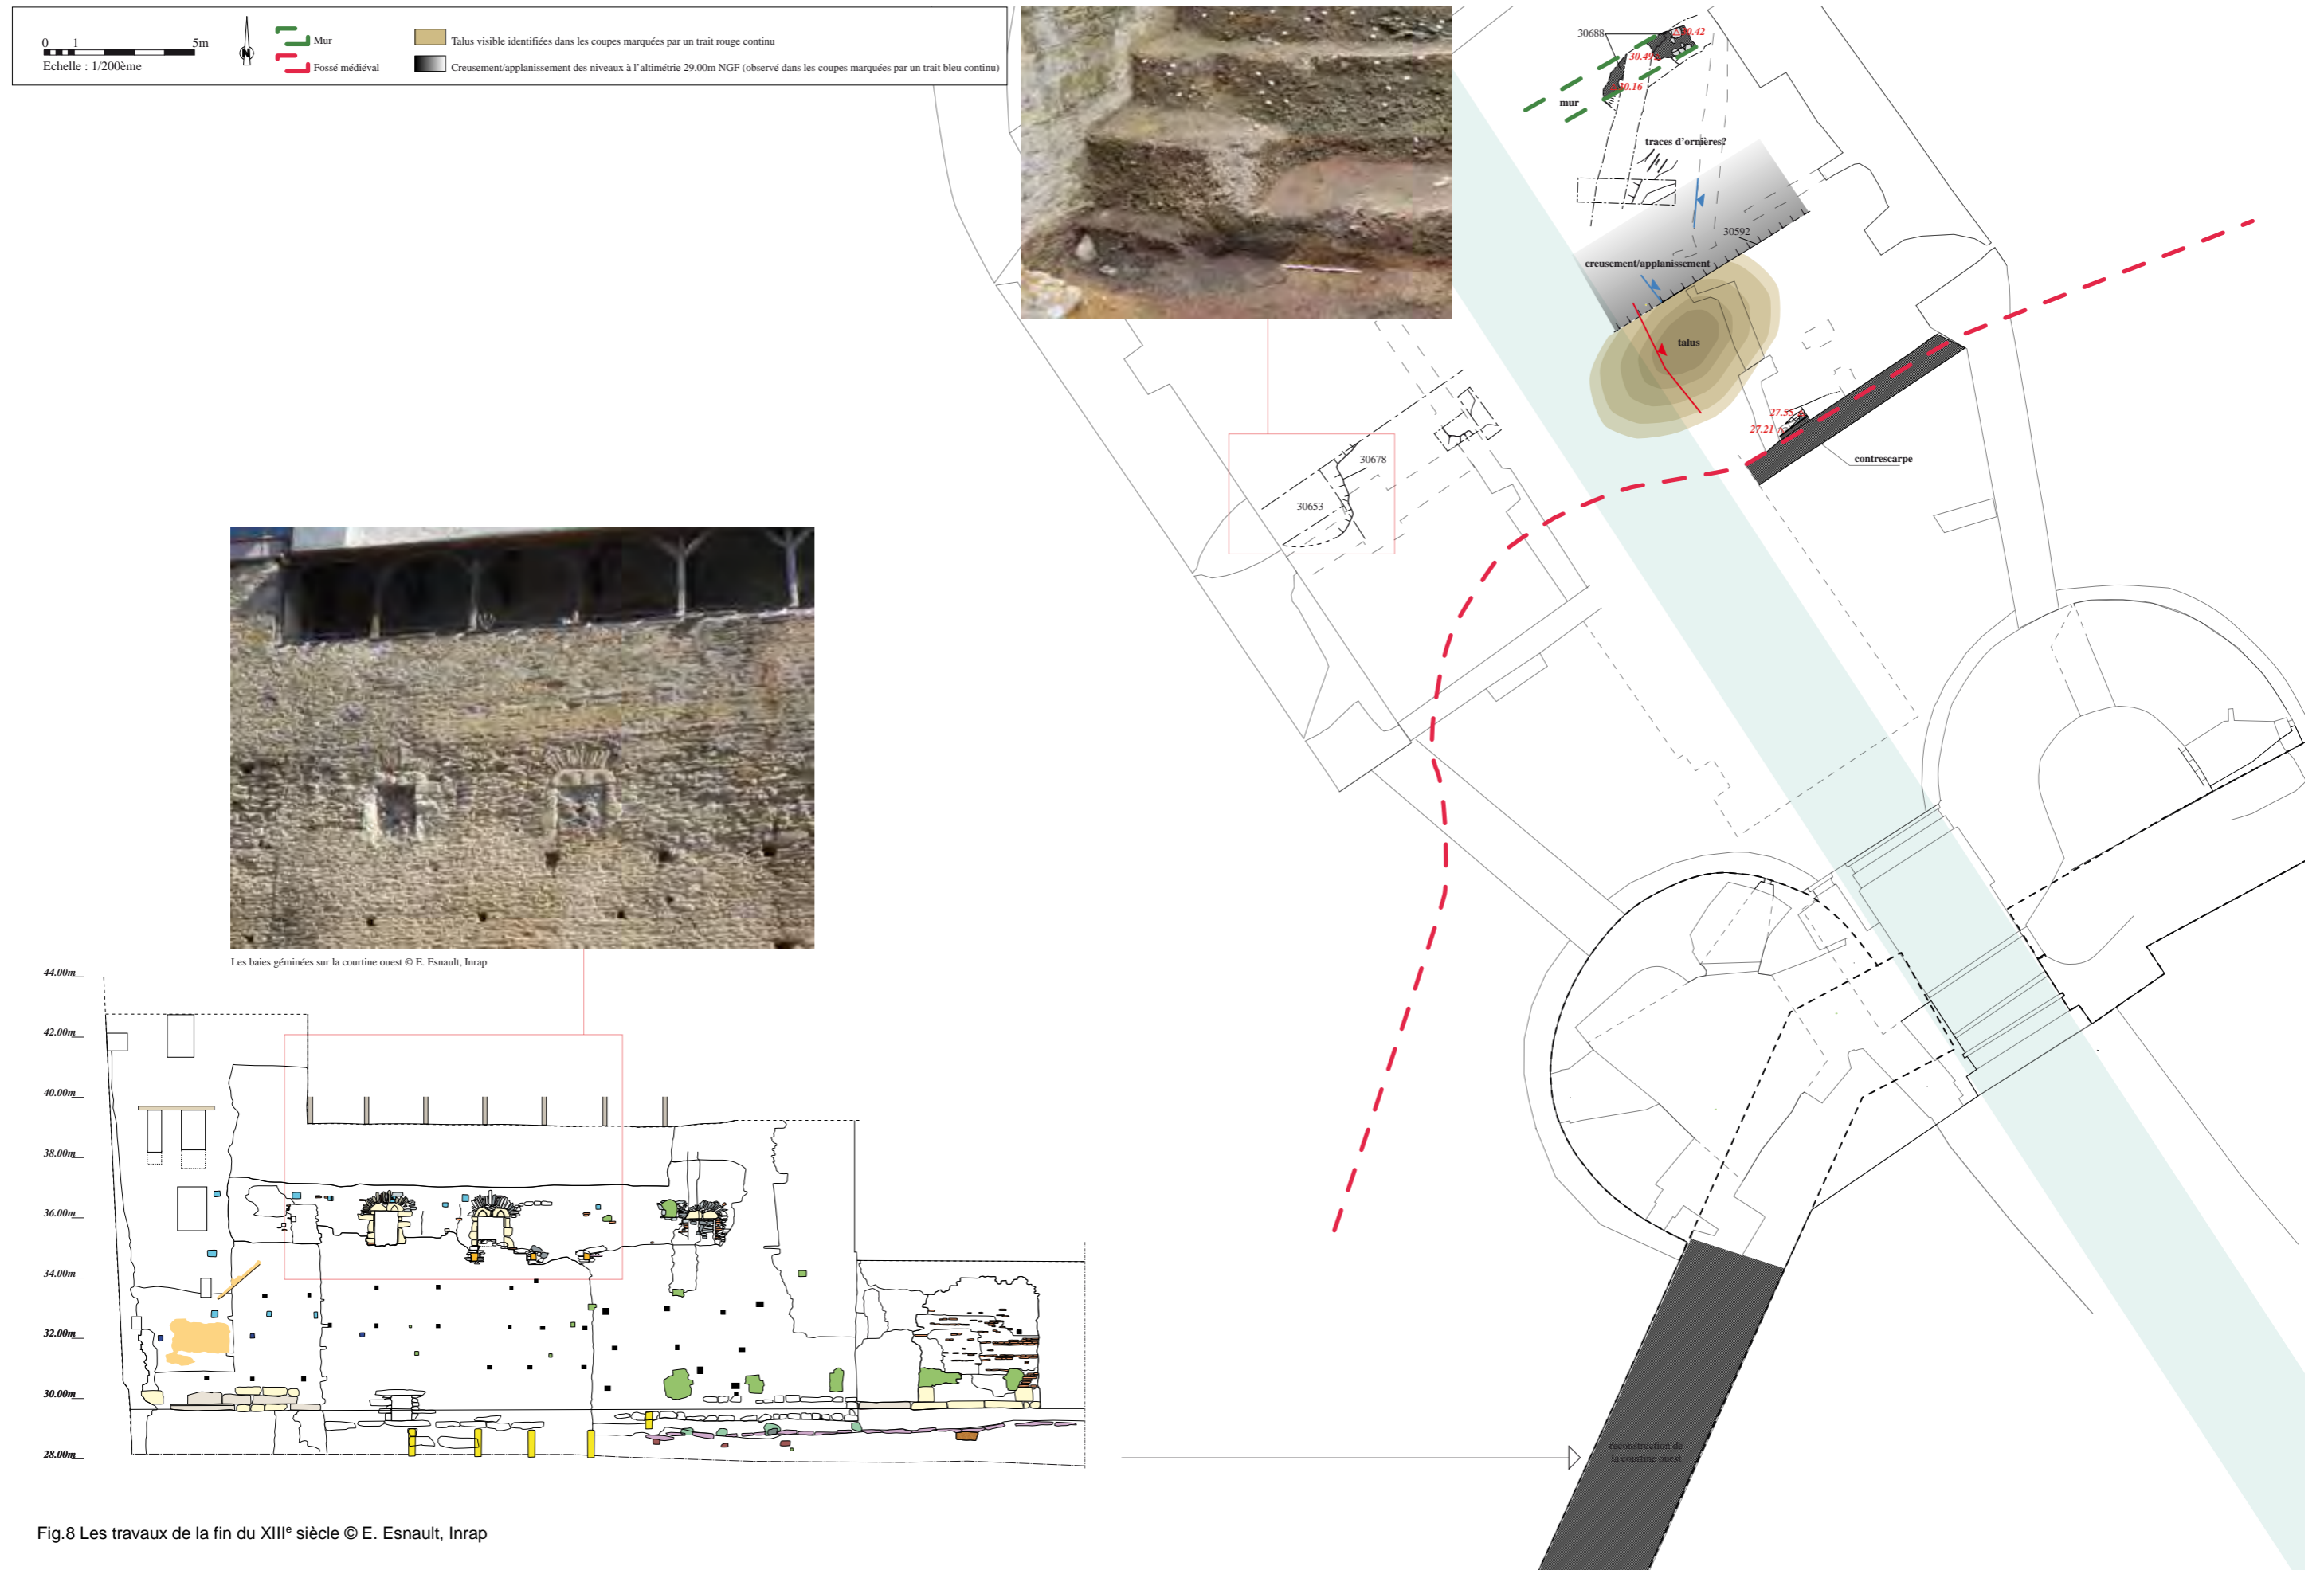 0 1 5m
Echelle : 1/200ème
N
Mur
Fossé médiéval
Talus visible identifiées dans les coupes marquées par un trait rouge continu
Creusement/applanissement des niveaux à l'altimétrie 29.00m NGF (observé dans les coupes marquées par un trait bleu continu)
30688
30.49
30.16
mur
traces d'ornières?
30592
creusement/applanissement
talus
27.55
27.21
contrescarpe
30678
30653
Les baies géminées sur la courtine ouest © E. Esnault, Inrap
44.00m
42.00m
40.00m
38.00m
36.00m
34.00m
32.00m
30.00m
28.00m
reconstruction de
la courtine ouest
Fig.8 Les travaux de la fin du XIIIe siècle © E. Esnault, Inrap